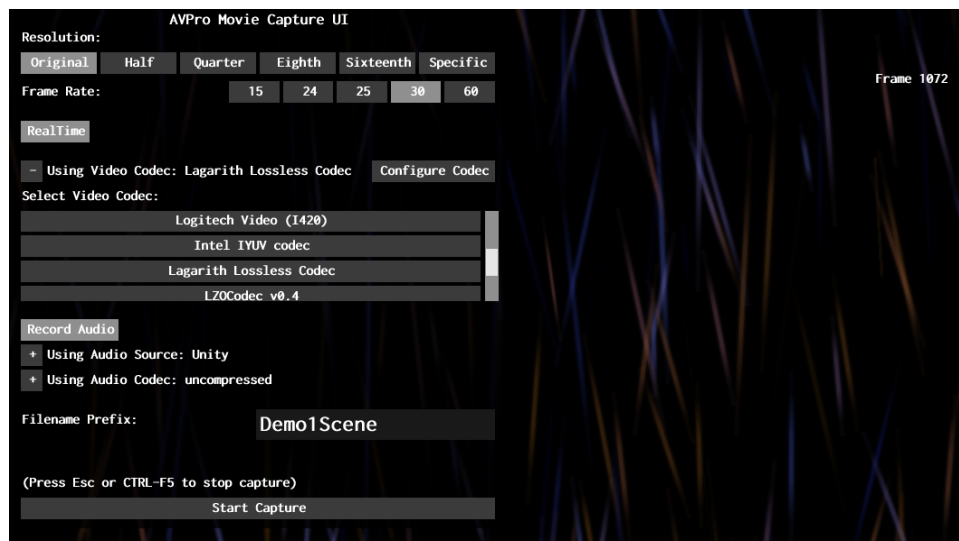 AVPro Movie Capture UI
Resolution:
Original Half Quarter Eighth Sixteenth Specific
Frame 1072
Frame Rate: 15 24 25 30 60
RealTime
- Using Video Codec: Lagarith Lossless Codec Configure Codec
Select Video Codec:
Logitech Video (I420)
Intel IYUV codec
Lagarith Lossless Codec
LZOCodec v0.4
Record Audio
+ Using Audio Source: Unity
+ Using Audio Codec: uncompressed
Filename Prefix: Demo1Scene
(Press Esc or CTRL-F5 to stop capture)
Start Capture